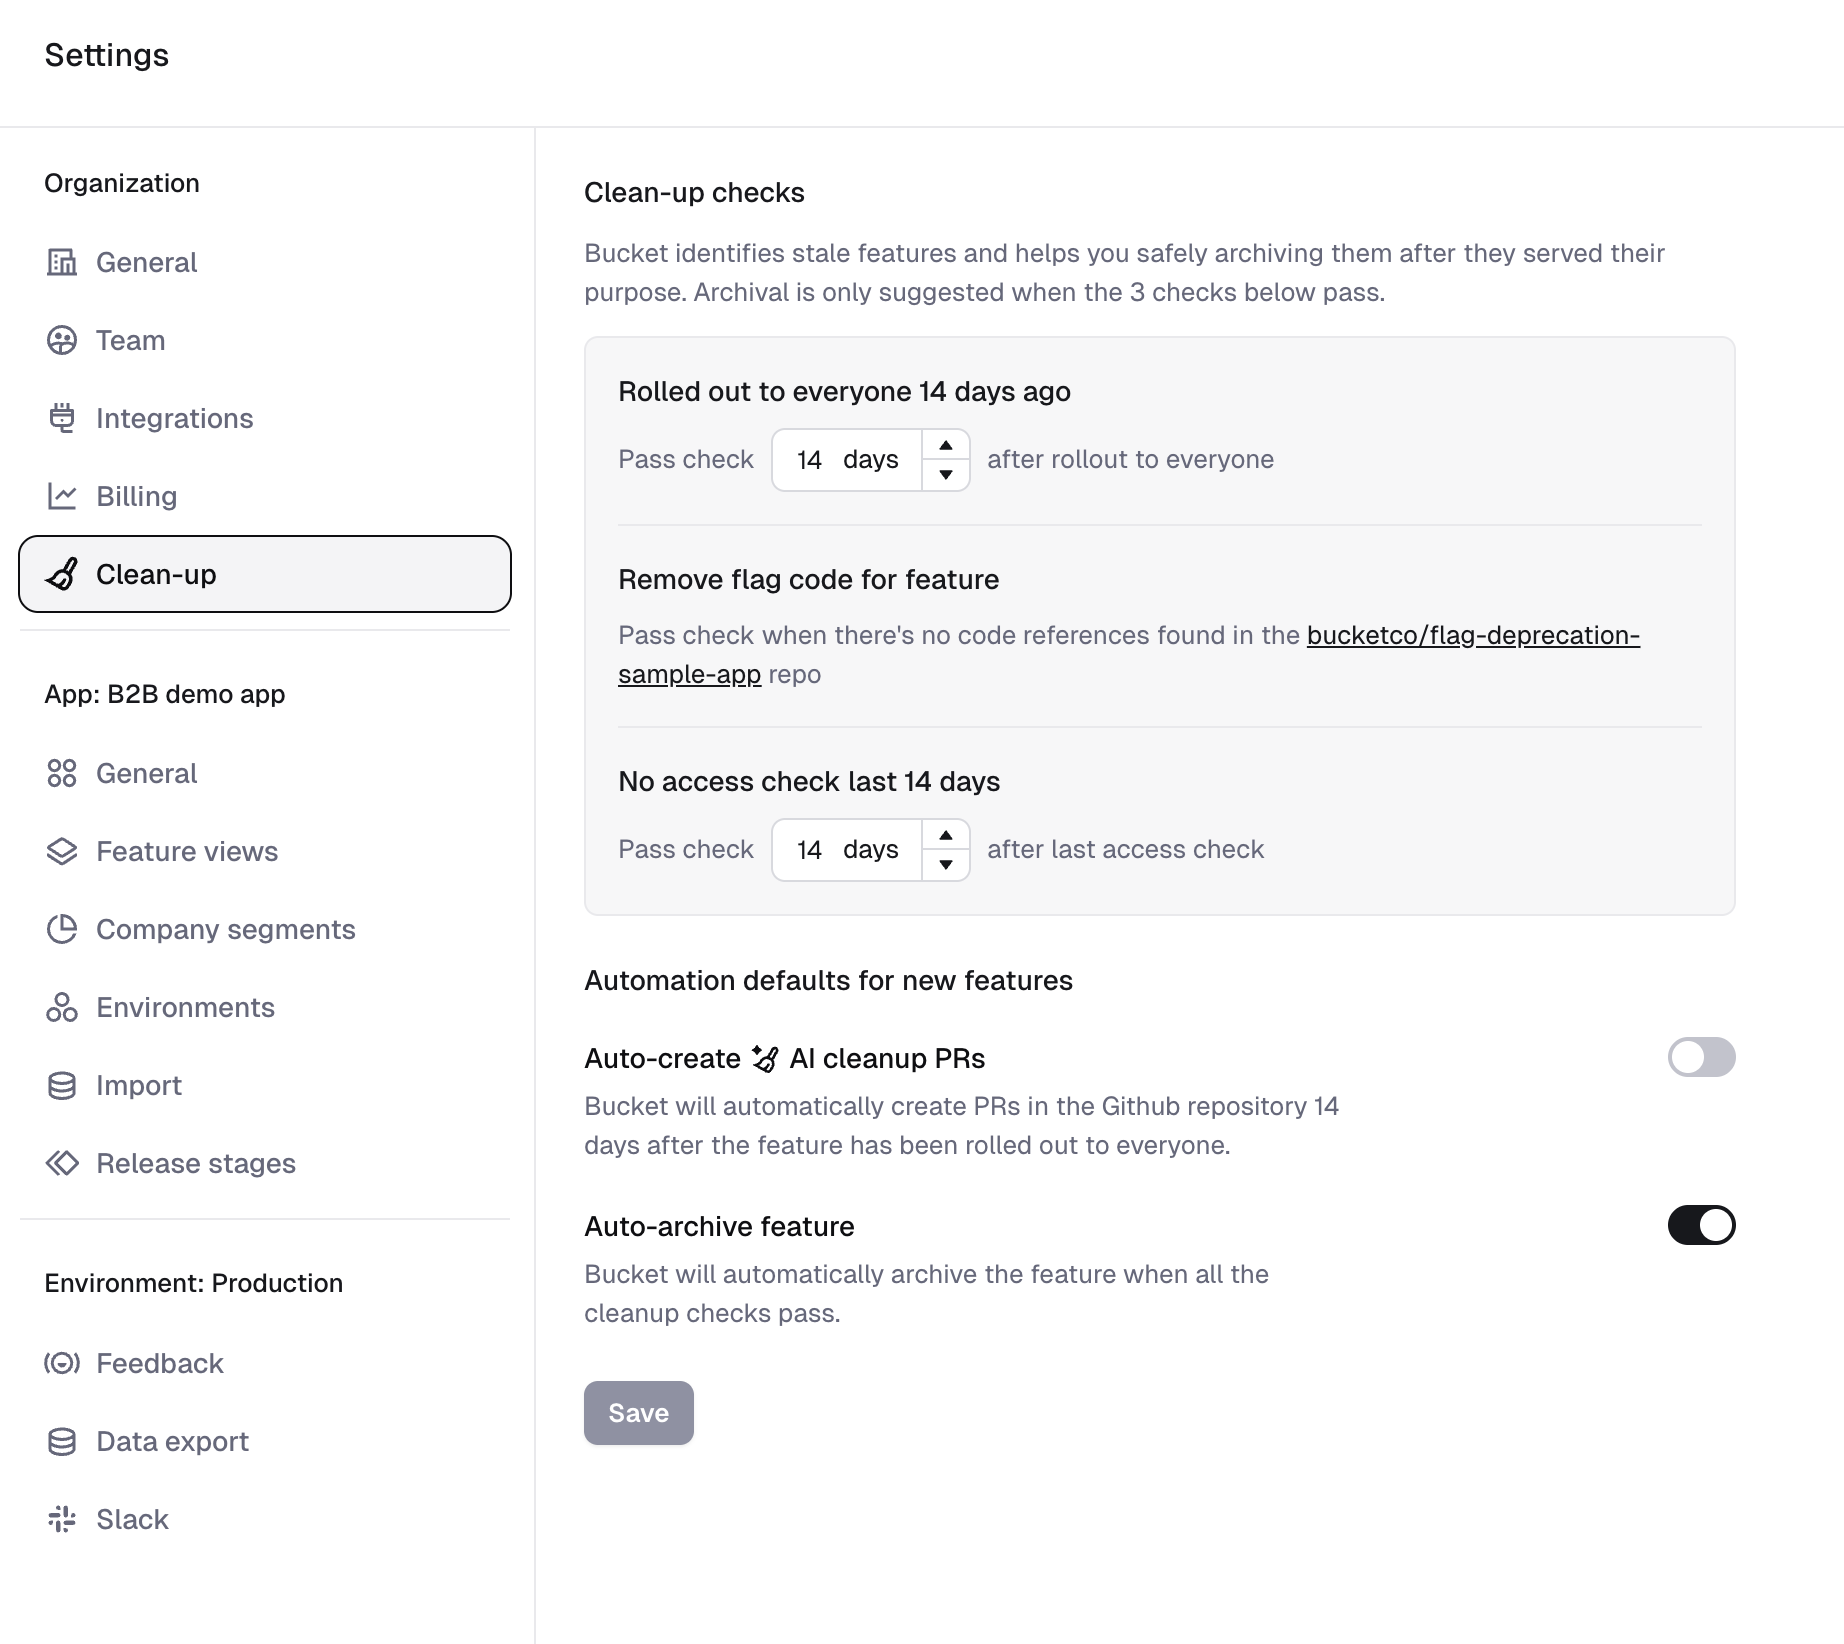 Settings
Organization
General
Team
Integrations
Billing
Clean-up
App: B2B demo app
General
Feature views
Company segments
Environments
Import
Release stages
Environment: Production
Feedback
Data export
Slack
Clean-up checks
Bucket identifies stale features and helps you safely archiving them after they served their
purpose. Archival is only suggested when the 3 checks below pass.
Rolled out to everyone 14 days ago
Pass check 14 days after rollout to everyone
Remove flag code for feature
Pass check when there's no code references found in the bucketco/flag-deprecation-
sample-app repo
No access check last 14 days
Pass check 14 days after last access check
Automation defaults for new features
Auto-create AI cleanup PRs
Bucket will automatically create PRs in the Github repository 14
days after the feature has been rolled out to everyone.
Auto-archive feature
Bucket will automatically archive the feature when all the
cleanup checks pass.
Save